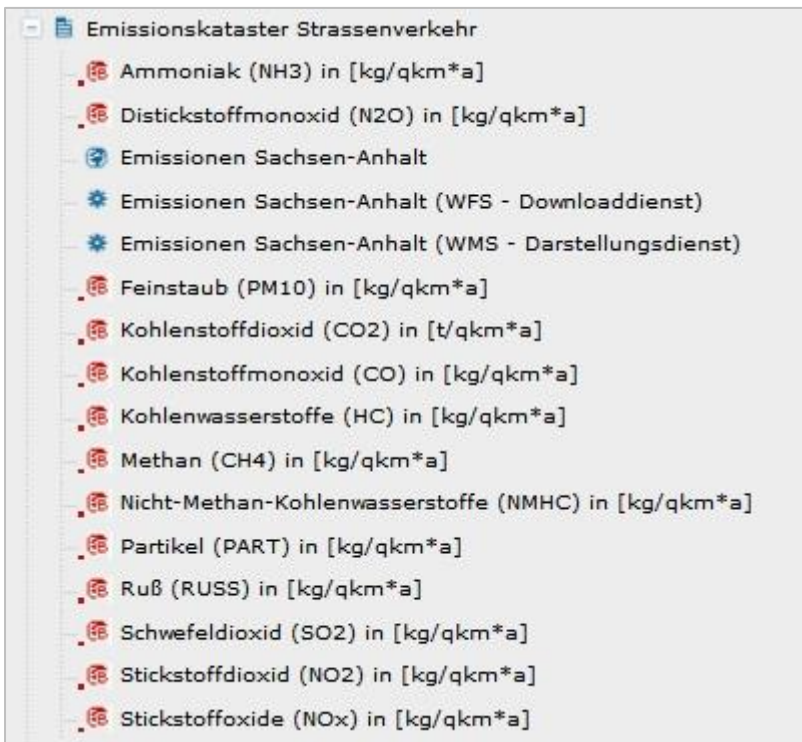 Emissionskataster Strassenverkehr
Ammoniak (NH3) in [kg/qkm*a]
Distickstoffmonoxid (N2O) in [kg/qkm*a]
Emissionen Sachsen-Anhalt
Emissionen Sachsen-Anhalt (WFS - Downloaddienst)
Emissionen Sachsen-Anhalt (WMS - Darstellungsdienst)
Feinstaub (PM10) in [kg/qkm*a]
Kohlenstoffdioxid (CO2) in [t/qkm*a]
Kohlenstoffmonoxid (CO) in [kg/qkm*a]
Kohlenwasserstoffe (HC) in [kg/qkm*a]
Methan (CH4) in [kg/qkm*a]
Nicht-Methan-Kohlenwasserstoffe (NMHC) in [kg/qkm*a]
Partikel (PART) in [kg/qkm*a]
Ruß (RUSS) in [kg/qkm*a]
Schwefeldioxid (SO2) in [kg/qkm*a]
Stickstoffdioxid (NO2) in [kg/qkm*a]
Stickstoffoxide (NOx) in [kg/qkm*a]